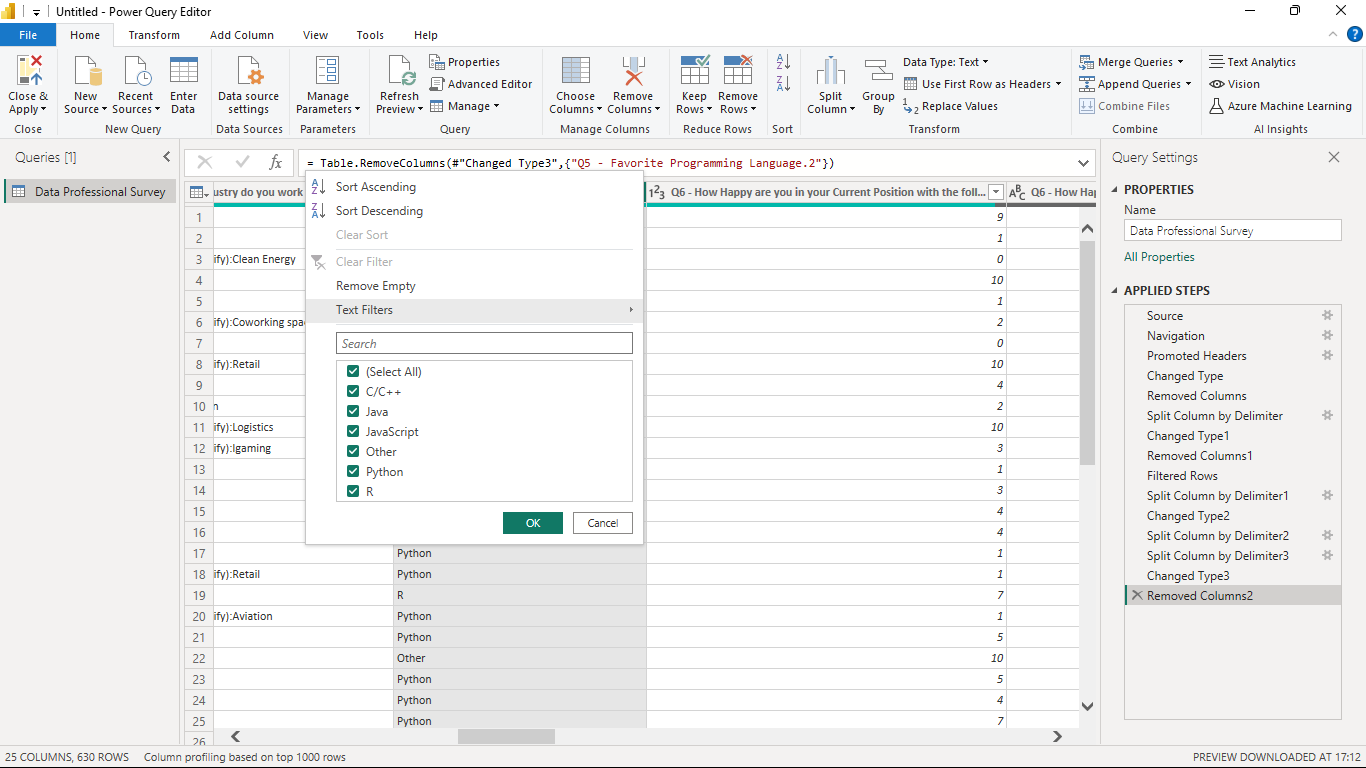 Untitled - Power Query Editor
File Home Transform Add Column View Tools Help
Close & Apply
Close
New Source
Recent Sources
Enter Data
New Query
Data source settings
Data Sources
Manage Parameters
Parameters
Refresh Preview
Properties
Advanced Editor
Manage
Query
Choose Columns
Remove Columns
Manage Columns
Keep Rows
Remove Rows
Reduce Rows
Sort
Split Column
Group By
Data Type: Text
Use First Row as Headers
Replace Values
Transform
Merge Queries
Append Queries
Combine Files
Combine
Text Analytics
Vision
Azure Machine Learning
AI Insights
Queries [1]
Data Professional Survey
fx = Table.RemoveColumns(#"Changed Type3",{"Q5 - Favorite Programming Language.2"})
ustry do you work
Q6 - How Happy are you in your Current Position with the foll...
Q6 - How Hap
Sort Ascending
Sort Descending
Clear Sort
Clear Filter
Remove Empty
Text Filters
Search
(Select All)
C/C++
Java
JavaScript
Other
Python
R
OK
Cancel
1 9
2 1
3 ify):Clean Energy 0
4 10
5 1
6 ify):Coworking spa 2
7 0
8 ify):Retail 10
9 4
10 n 2
11 ify):Logistics 10
12 ify):Igaming 3
13 1
14 3
15 4
16 4
17 Python 1
18 ify):Retail Python 1
19 R 7
20 ify):Aviation Python 1
21 Python 5
22 Other 10
23 Python 5
24 Python 4
25 Python 7
26
Query Settings
PROPERTIES
Name
Data Professional Survey
All Properties
APPLIED STEPS
Source
Navigation
Promoted Headers
Changed Type
Removed Columns
Split Column by Delimiter
Changed Type1
Removed Columns1
Filtered Rows
Split Column by Delimiter1
Changed Type2
Split Column by Delimiter2
Split Column by Delimiter3
Changed Type3
Removed Columns2
25 COLUMNS, 630 ROWS Column profiling based on top 1000 rows
PREVIEW DOWNLOADED AT 17:12